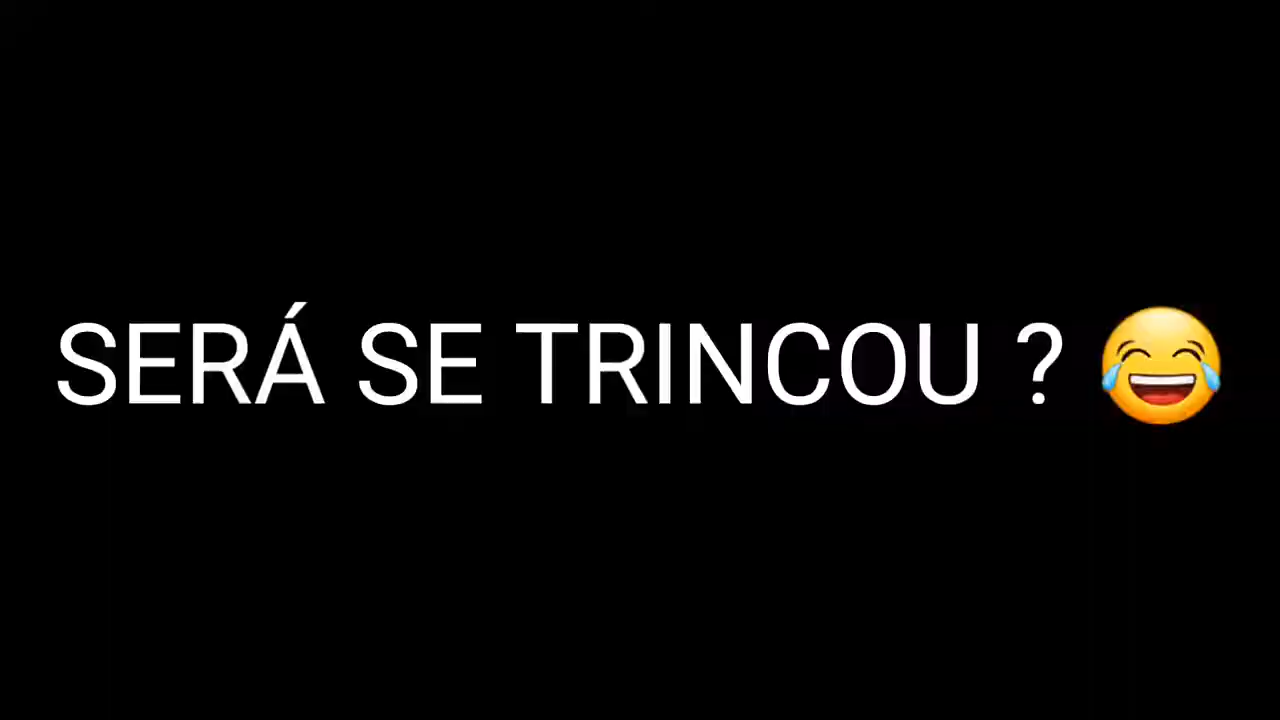 SERÁ SE TRINCOU ? 😂